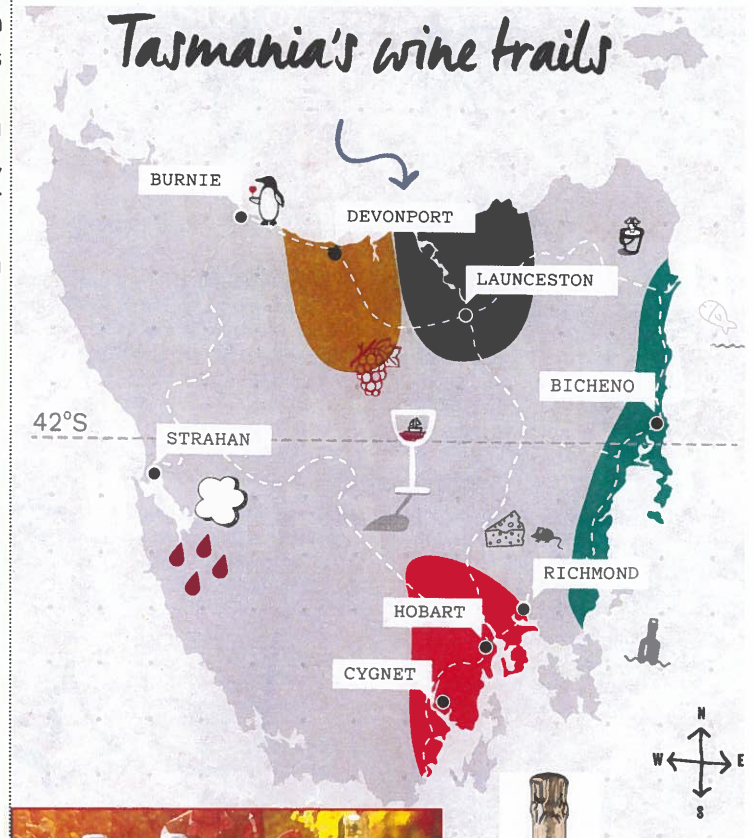 Tasmania's wine trails
BURNIE
DEVONPORT
LAUNCESTON
BICHENO
42°S
STRAHAN
RICHMOND
HOBART
CYGNET
N
W E
S